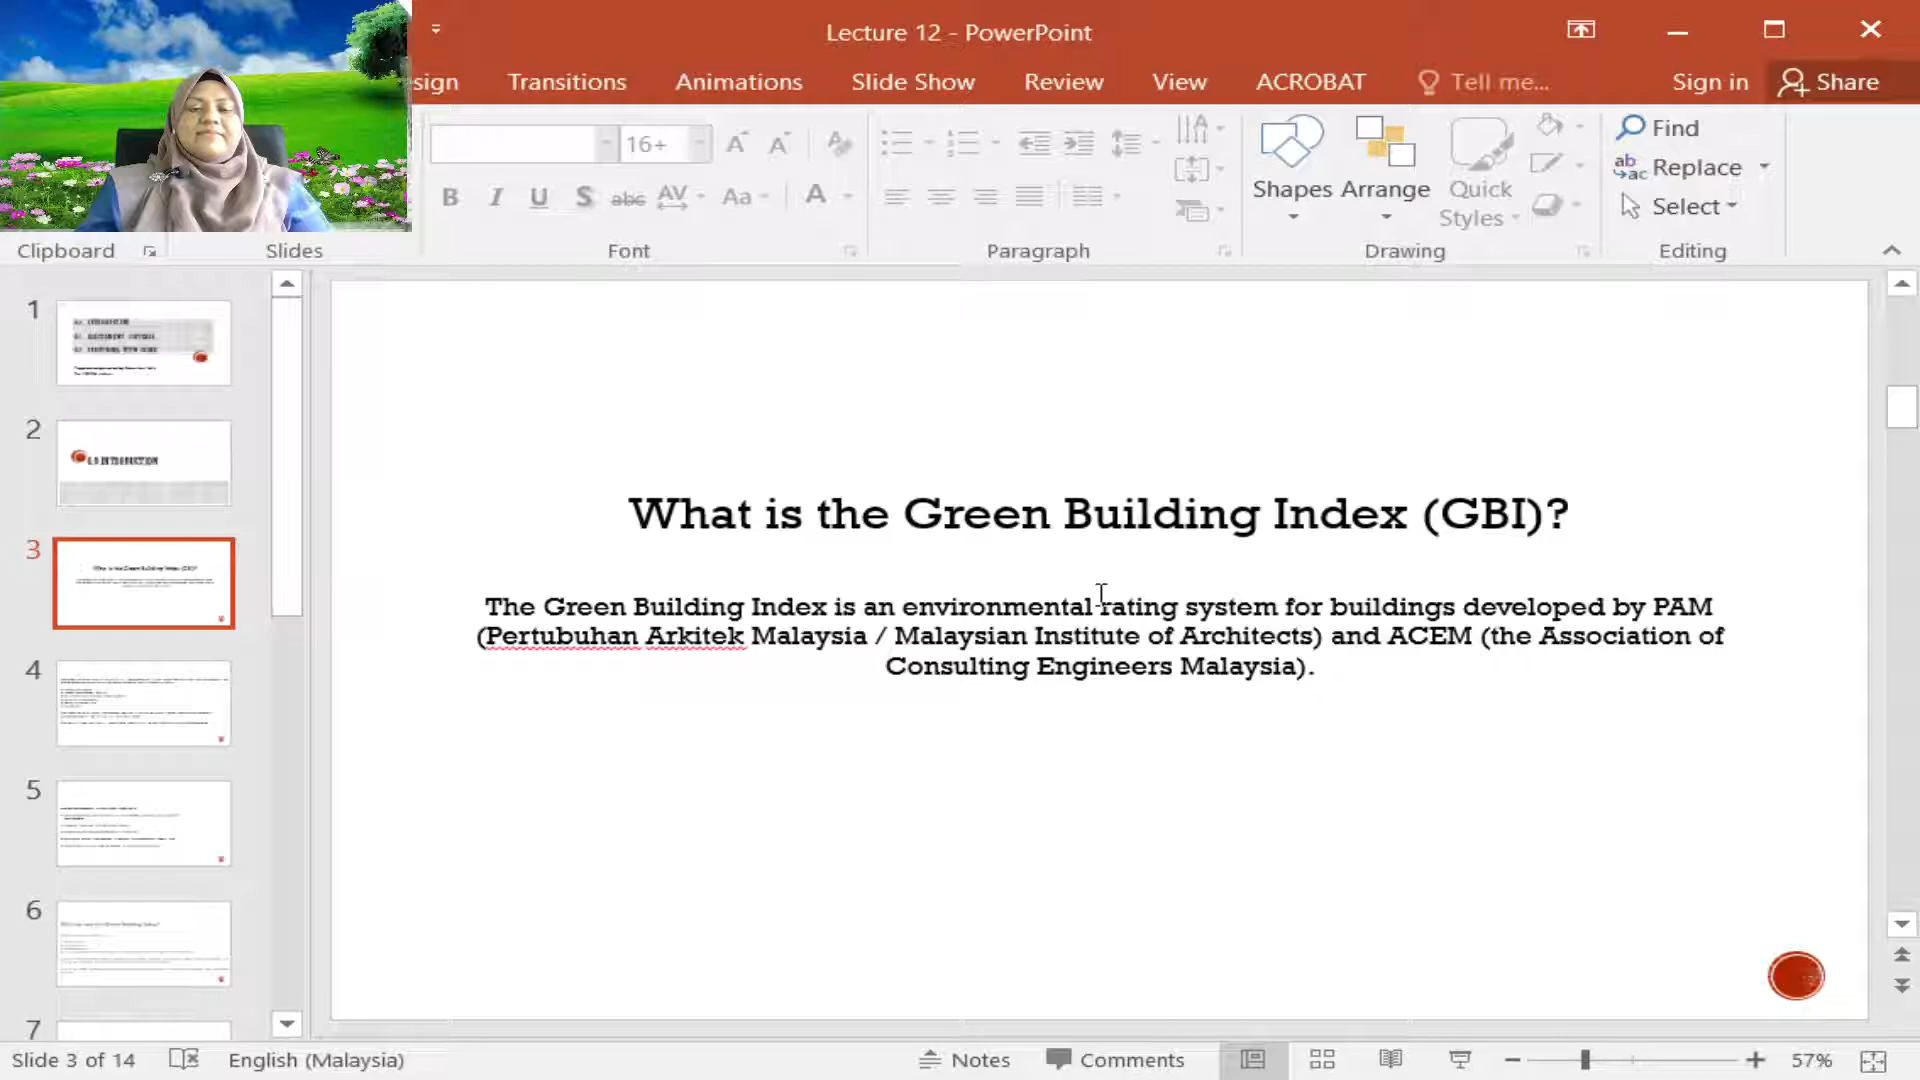 Lecture 12 - PowerPoint
sign Transitions Animations Slide Show Review View ACROBAT Tell me... Sign in Share
16+
Find
Replace
Select
Shapes Arrange Quick Styles
B I U S abc AV Aa A
Clipboard Slides Font Paragraph Drawing Editing
1
2
3
4
5
6
7
What is the Green Building Index (GBI)?
The Green Building Index is an environmental rating system for buildings developed by PAM
(Pertubuhan Arkitek Malaysia / Malaysian Institute of Architects) and ACEM (the Association of
Consulting Engineers Malaysia).
Slide 3 of 14 English (Malaysia) Notes Comments 57%